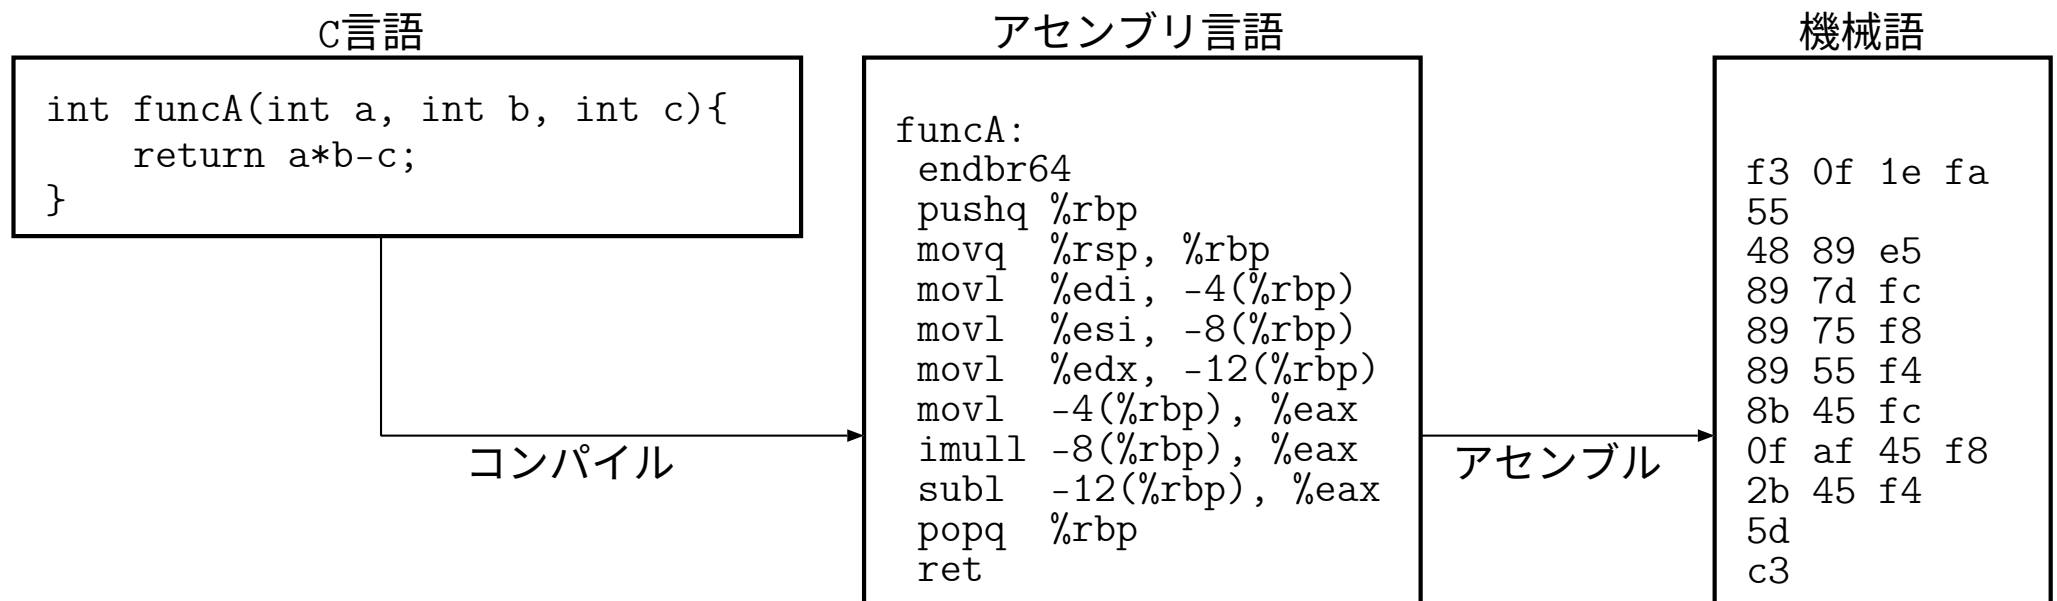 C言語
int funcA(int a, int b, int c){
    return a*b-c;
}
コンパイル
アセンブリ言語
funcA:
 endbr64
 pushq %rbp
 movq  %rsp, %rbp
 movl  %edi, -4(%rbp)
 movl  %esi, -8(%rbp)
 movl  %edx, -12(%rbp)
 movl  -4(%rbp), %eax
 imull -8(%rbp), %eax
 subl  -12(%rbp), %eax
 popq  %rbp
 ret
アセンブル
機械語
f3 0f 1e fa
55
48 89 e5
89 7d fc
89 75 f8
89 55 f4
8b 45 fc
0f af 45 f8
2b 45 f4
5d
c3